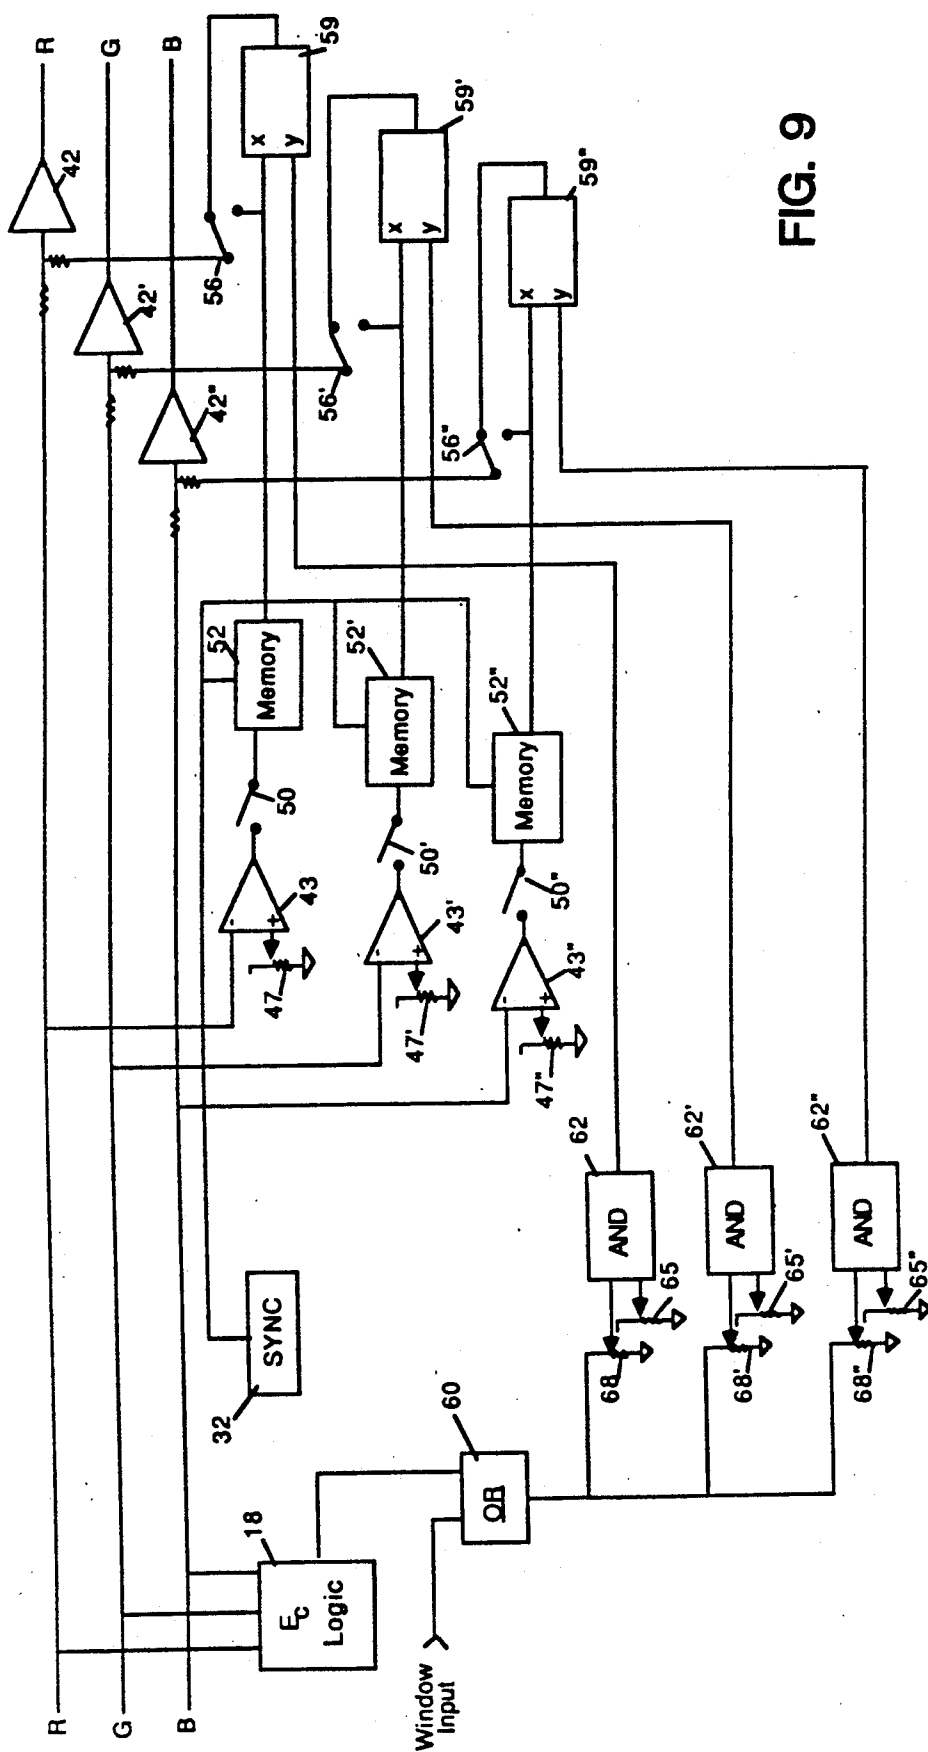 R
G
B
E_C
Logic
18
Window
Input
OR
60
32
SYNC
68
65
68'
65'
68"
65"
AND
62
AND
62'
AND
62"
-
+
43
47
-
+
43'
47'
-
+
43"
47"
50
50'
50"
Memory
52
Memory
52'
Memory
52"
42
42'
42"
56
56'
56"
x
y
59
x
y
59'
x
y
59"
R
G
B
FIG. 9